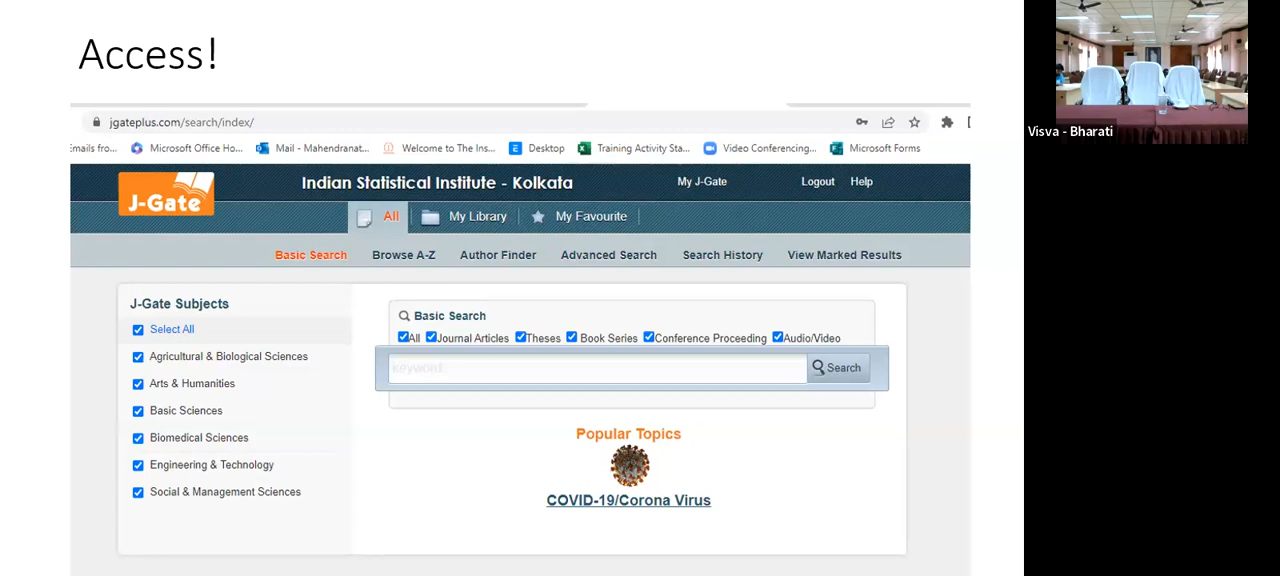 Access!
jgateplus.com/search/index/
Emails fro... Microsoft Office Ho... Mail - Mahendranat... Welcome to The Ins... Desktop Training Activity Sta... Video Conferencing... Microsoft Forms
J-Gate
Indian Statistical Institute - Kolkata
My J-Gate Logout Help
All My Library My Favourite
Basic Search Browse A-Z Author Finder Advanced Search Search History View Marked Results
J-Gate Subjects
Select All
Agricultural & Biological Sciences
Arts & Humanities
Basic Sciences
Biomedical Sciences
Engineering & Technology
Social & Management Sciences
Basic Search
All Journal Articles Theses Book Series Conference Proceeding Audio/Video
keyword. Search
Popular Topics
COVID-19/Corona Virus
Visva - Bharati